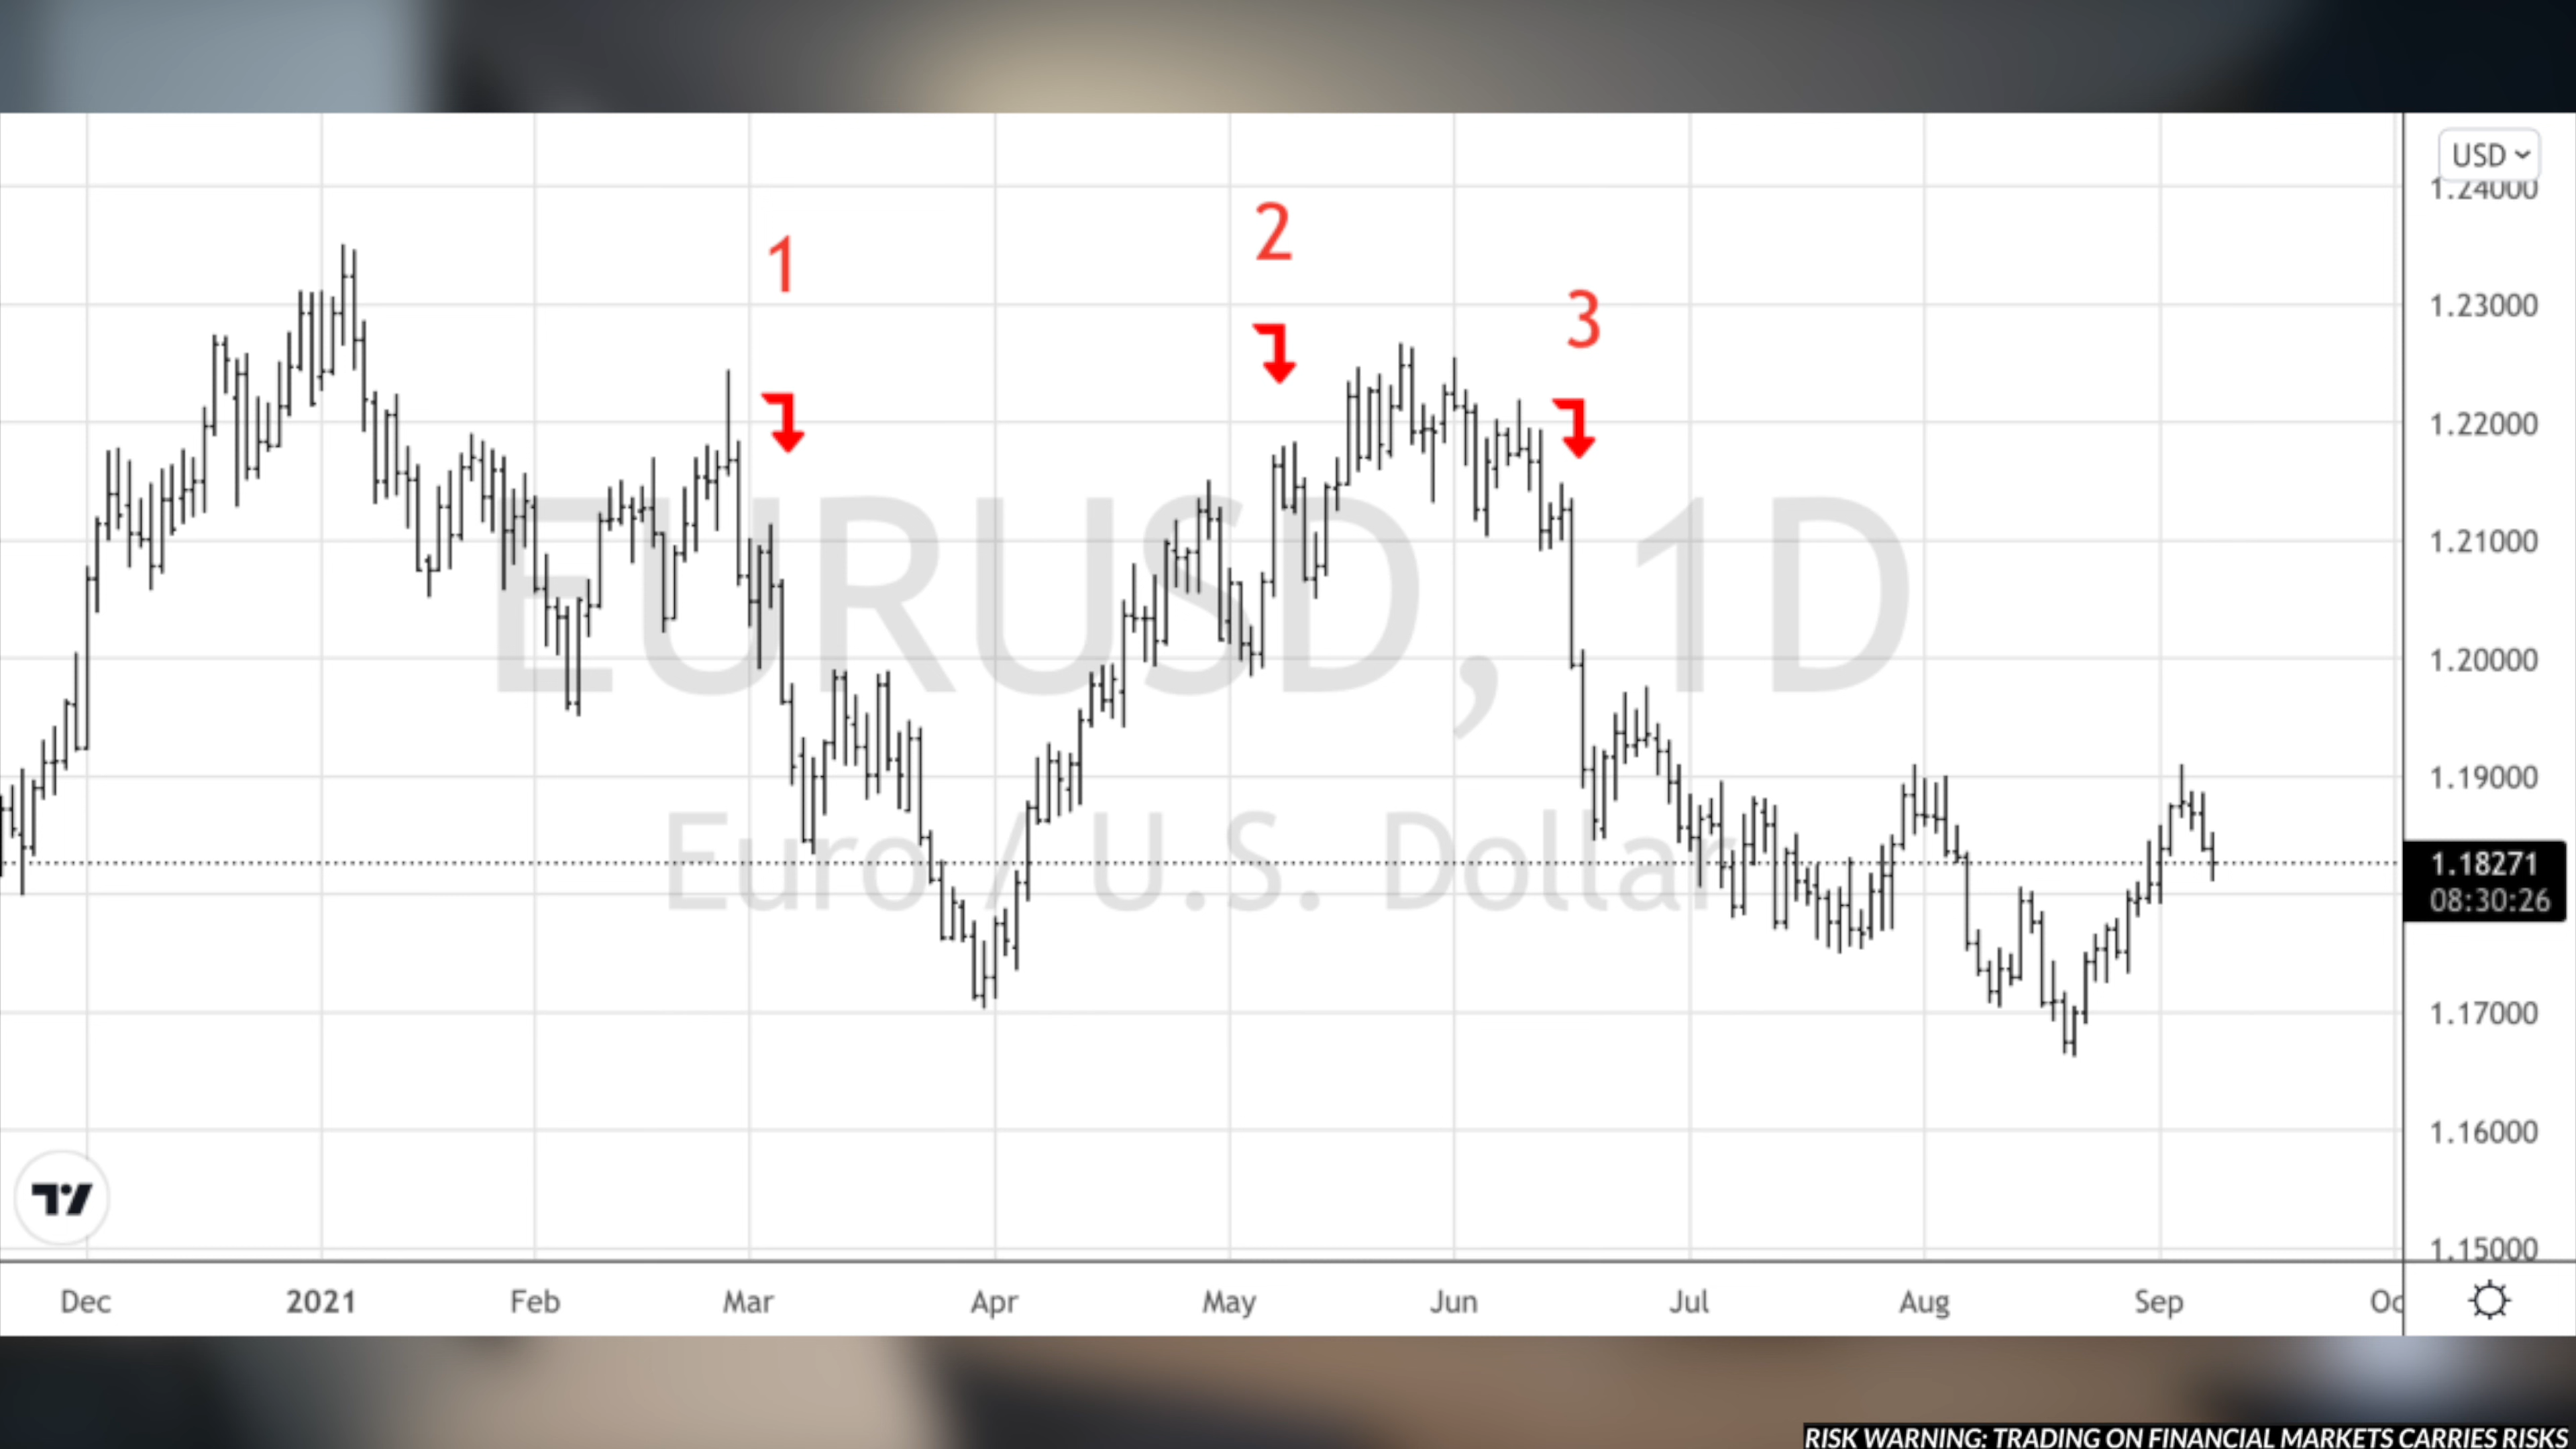 USD
1.24000
1
2
3
1.23000
1.22000
1.21000
1.20000
1.19000
1.18271
08:30:26
1.17000
1.16000
1.15000
EURUSD, 1D
Euro / U.S. Dollar
Dec 2021 Feb Mar Apr May Jun Jul Aug Sep Oc
RISK WARNING: TRADING ON FINANCIAL MARKETS CARRIES RISKS